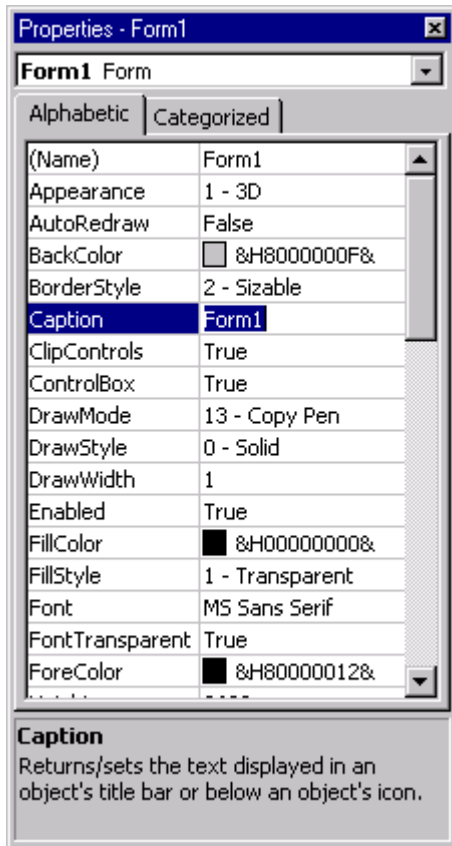 Properties - Form1
Form1 Form
Alphabetic Categorized
(Name) Form1
Appearance 1 - 3D
AutoRedraw False
BackColor &H8000000F&
BorderStyle 2 - Sizable
Caption Form1
ClipControls True
ControlBox True
DrawMode 13 - Copy Pen
DrawStyle 0 - Solid
DrawWidth 1
Enabled True
FillColor &H00000000&
FillStyle 1 - Transparent
Font MS Sans Serif
FontTransparent True
ForeColor &H80000012&
Caption
Returns/sets the text displayed in an
object's title bar or below an object's icon.